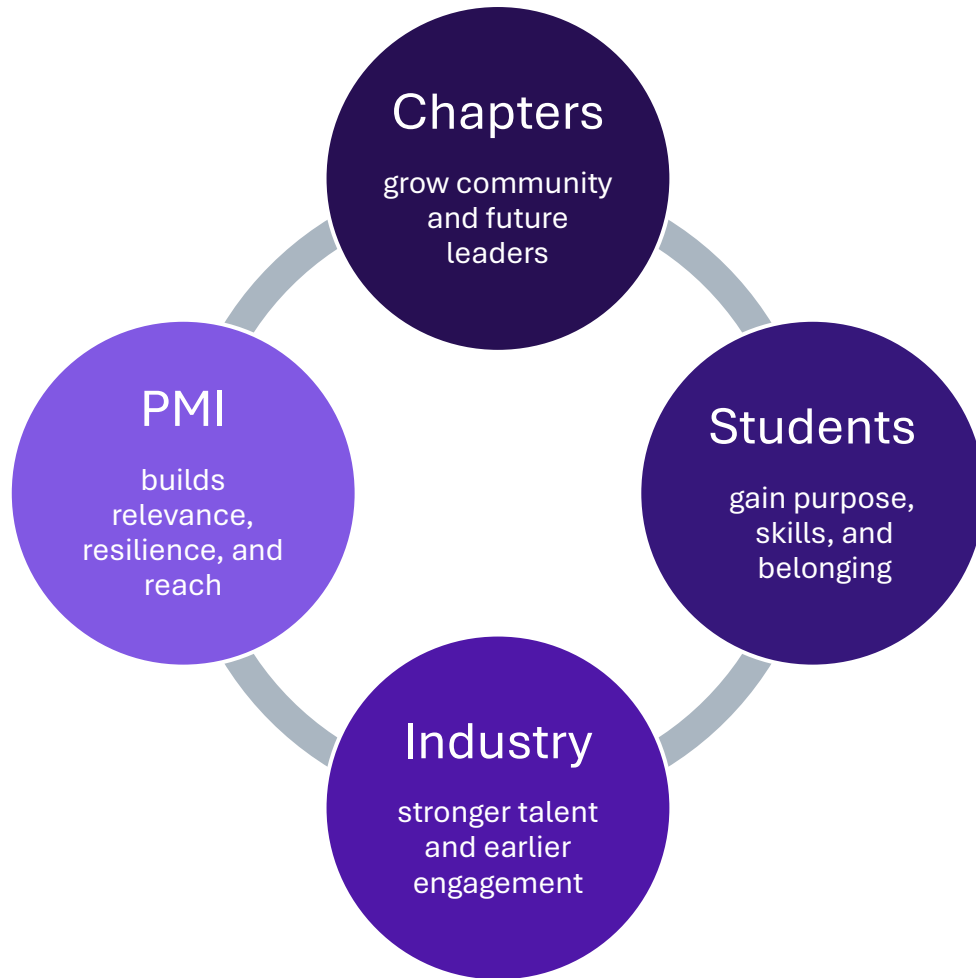 Chapters
grow community
and future
leaders
PMI
builds
relevance,
resilience, and
reach
Students
gain purpose,
skills, and
belonging
Industry
stronger talent
and earlier
engagement